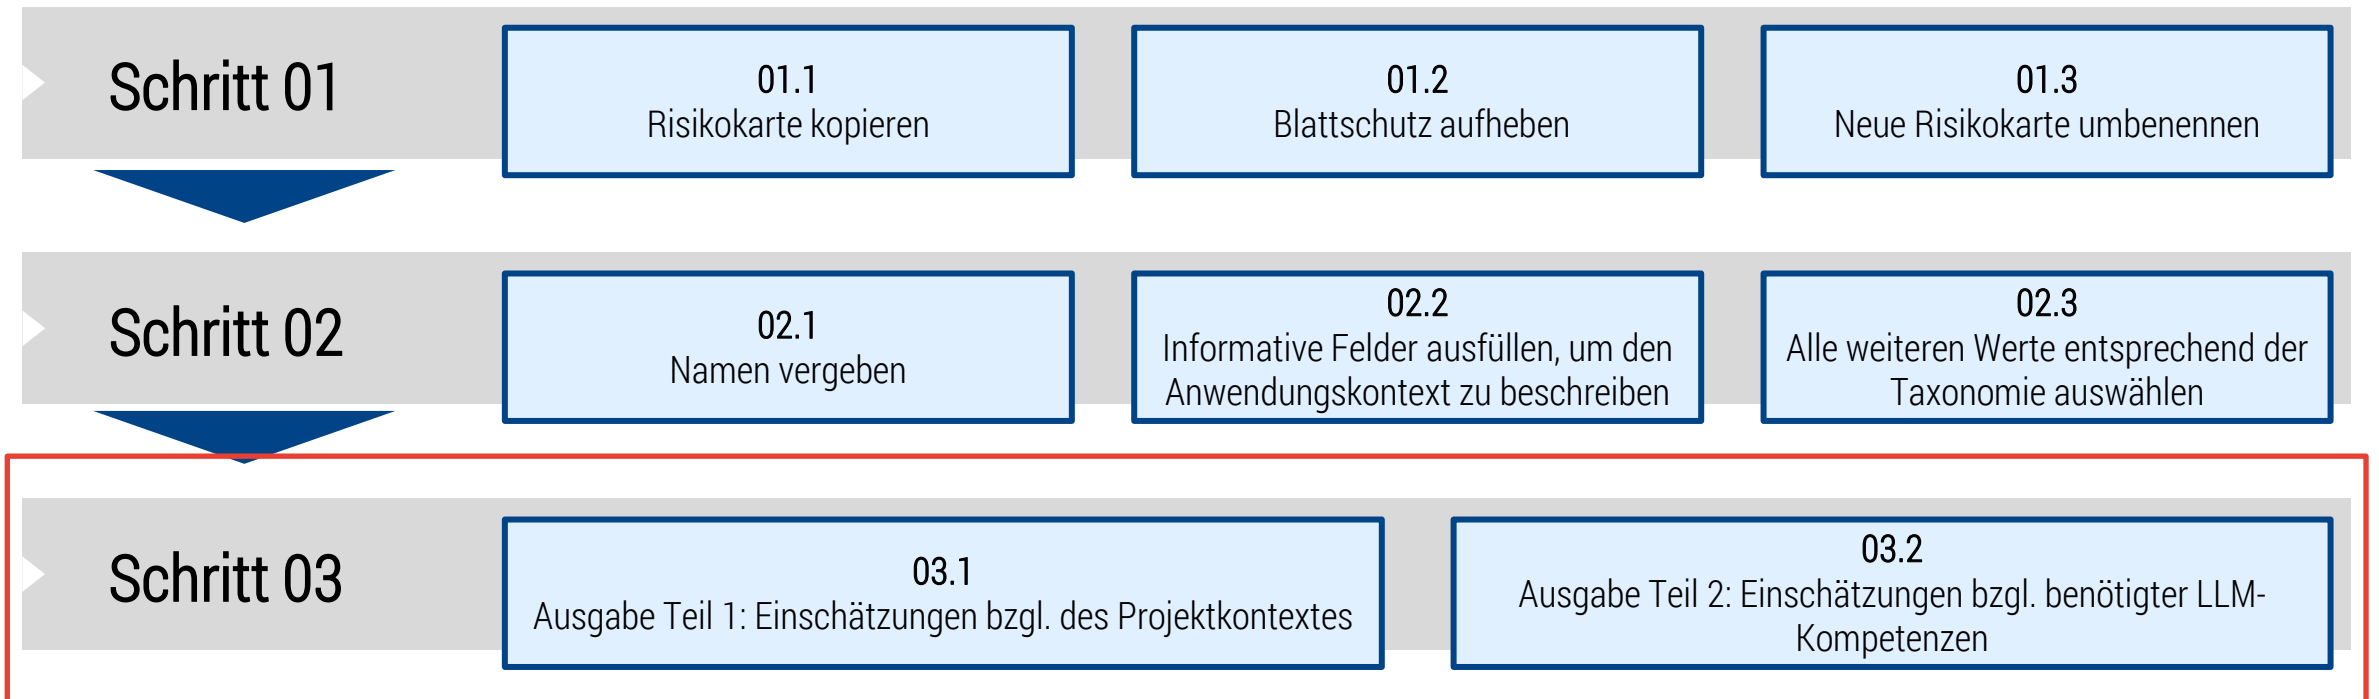 Schritt 01
01.1
Risikokarte kopieren
01.2
Blattschutz aufheben
01.3
Neue Risikokarte umbenennen
Schritt 02
02.1
Namen vergeben
02.2
Informative Felder ausfüllen, um den
Anwendungskontext zu beschreiben
02.3
Alle weiteren Werte entsprechend der
Taxonomie auswählen
Schritt 03
03.1
Ausgabe Teil 1: Einschätzungen bzgl. des Projektkontextes
03.2
Ausgabe Teil 2: Einschätzungen bzgl. benötigter LLM-
Kompetenzen